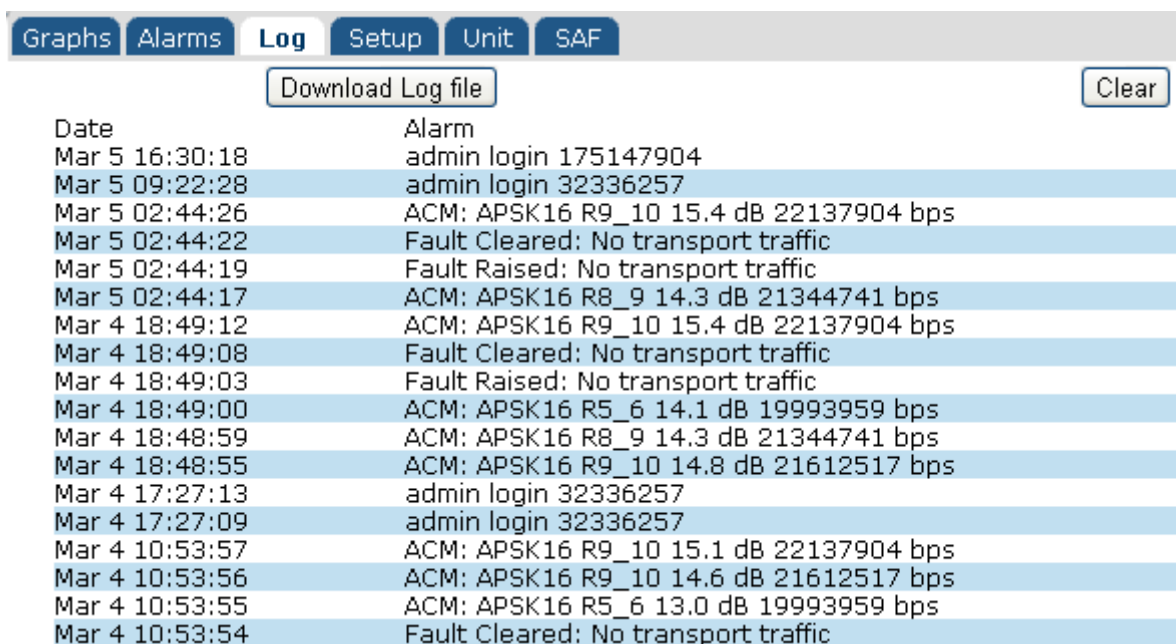 Graphs Alarms Log Setup Unit SAF
Download Log file Clear
Date Alarm
Mar 5 16:30:18 admin login 175147904
Mar 5 09:22:28 admin login 32336257
Mar 5 02:44:26 ACM: APSK16 R9_10 15.4 dB 22137904 bps
Mar 5 02:44:22 Fault Cleared: No transport traffic
Mar 5 02:44:19 Fault Raised: No transport traffic
Mar 5 02:44:17 ACM: APSK16 R8_9 14.3 dB 21344741 bps
Mar 4 18:49:12 ACM: APSK16 R9_10 15.4 dB 22137904 bps
Mar 4 18:49:08 Fault Cleared: No transport traffic
Mar 4 18:49:03 Fault Raised: No transport traffic
Mar 4 18:49:00 ACM: APSK16 R5_6 14.1 dB 19993959 bps
Mar 4 18:48:59 ACM: APSK16 R8_9 14.3 dB 21344741 bps
Mar 4 18:48:55 ACM: APSK16 R9_10 14.8 dB 21612517 bps
Mar 4 17:27:13 admin login 32336257
Mar 4 17:27:09 admin login 32336257
Mar 4 10:53:57 ACM: APSK16 R9_10 15.1 dB 22137904 bps
Mar 4 10:53:56 ACM: APSK16 R9_10 14.6 dB 21612517 bps
Mar 4 10:53:55 ACM: APSK16 R5_6 13.0 dB 19993959 bps
Mar 4 10:53:54 Fault Cleared: No transport traffic